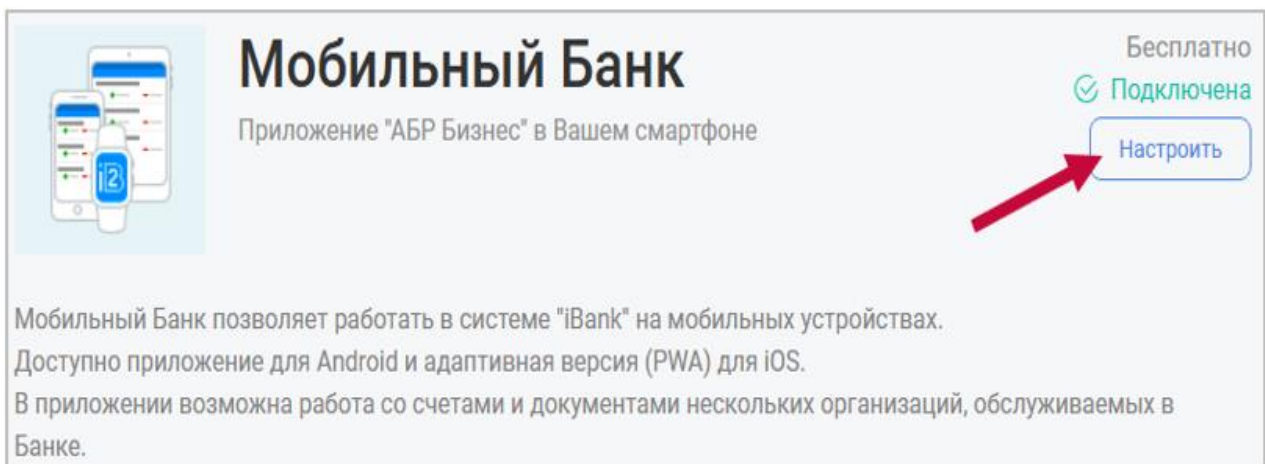 Мобильный Банк
Приложение "АБР Бизнес" в Вашем смартфоне
Бесплатно
Подключена
Настроить
i2B
Мобильный Банк позволяет работать в системе "iBank" на мобильных устройствах.
Доступно приложение для Android и адаптивная версия (PWA) для iOS.
В приложении возможна работа со счетами и документами нескольких организаций, обслуживаемых в
Банке.